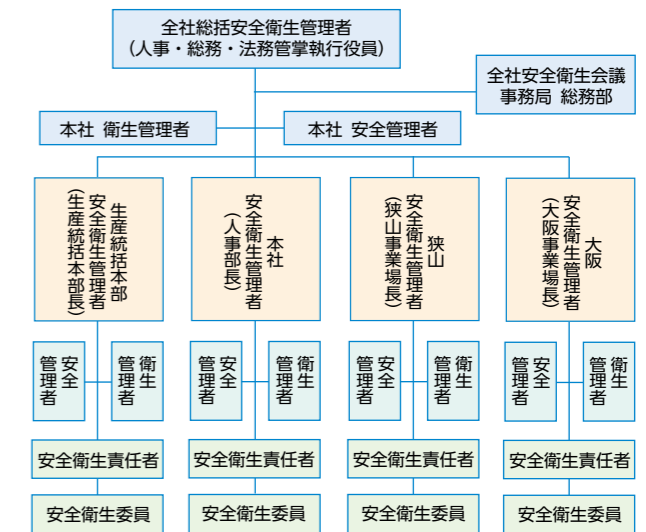 全社総括安全衛生管理者
（人事・総務・法務管掌執行役員）
全社安全衛生会議
事務局 総務部
本社 衛生管理者
本社 安全管理者
生産統括本部
安全衛生管理者
（生産統括本部長）
本社
安全衛生管理者
（人事部長）
狭山
安全衛生管理者
（狭山事業場長）
大阪
安全衛生管理者
（大阪事業場長）
安全
管理者
衛生
管理者
安全
管理者
衛生
管理者
安全
管理者
衛生
管理者
安全
管理者
衛生
管理者
安全衛生責任者
安全衛生責任者
安全衛生責任者
安全衛生責任者
安全衛生委員
安全衛生委員
安全衛生委員
安全衛生委員